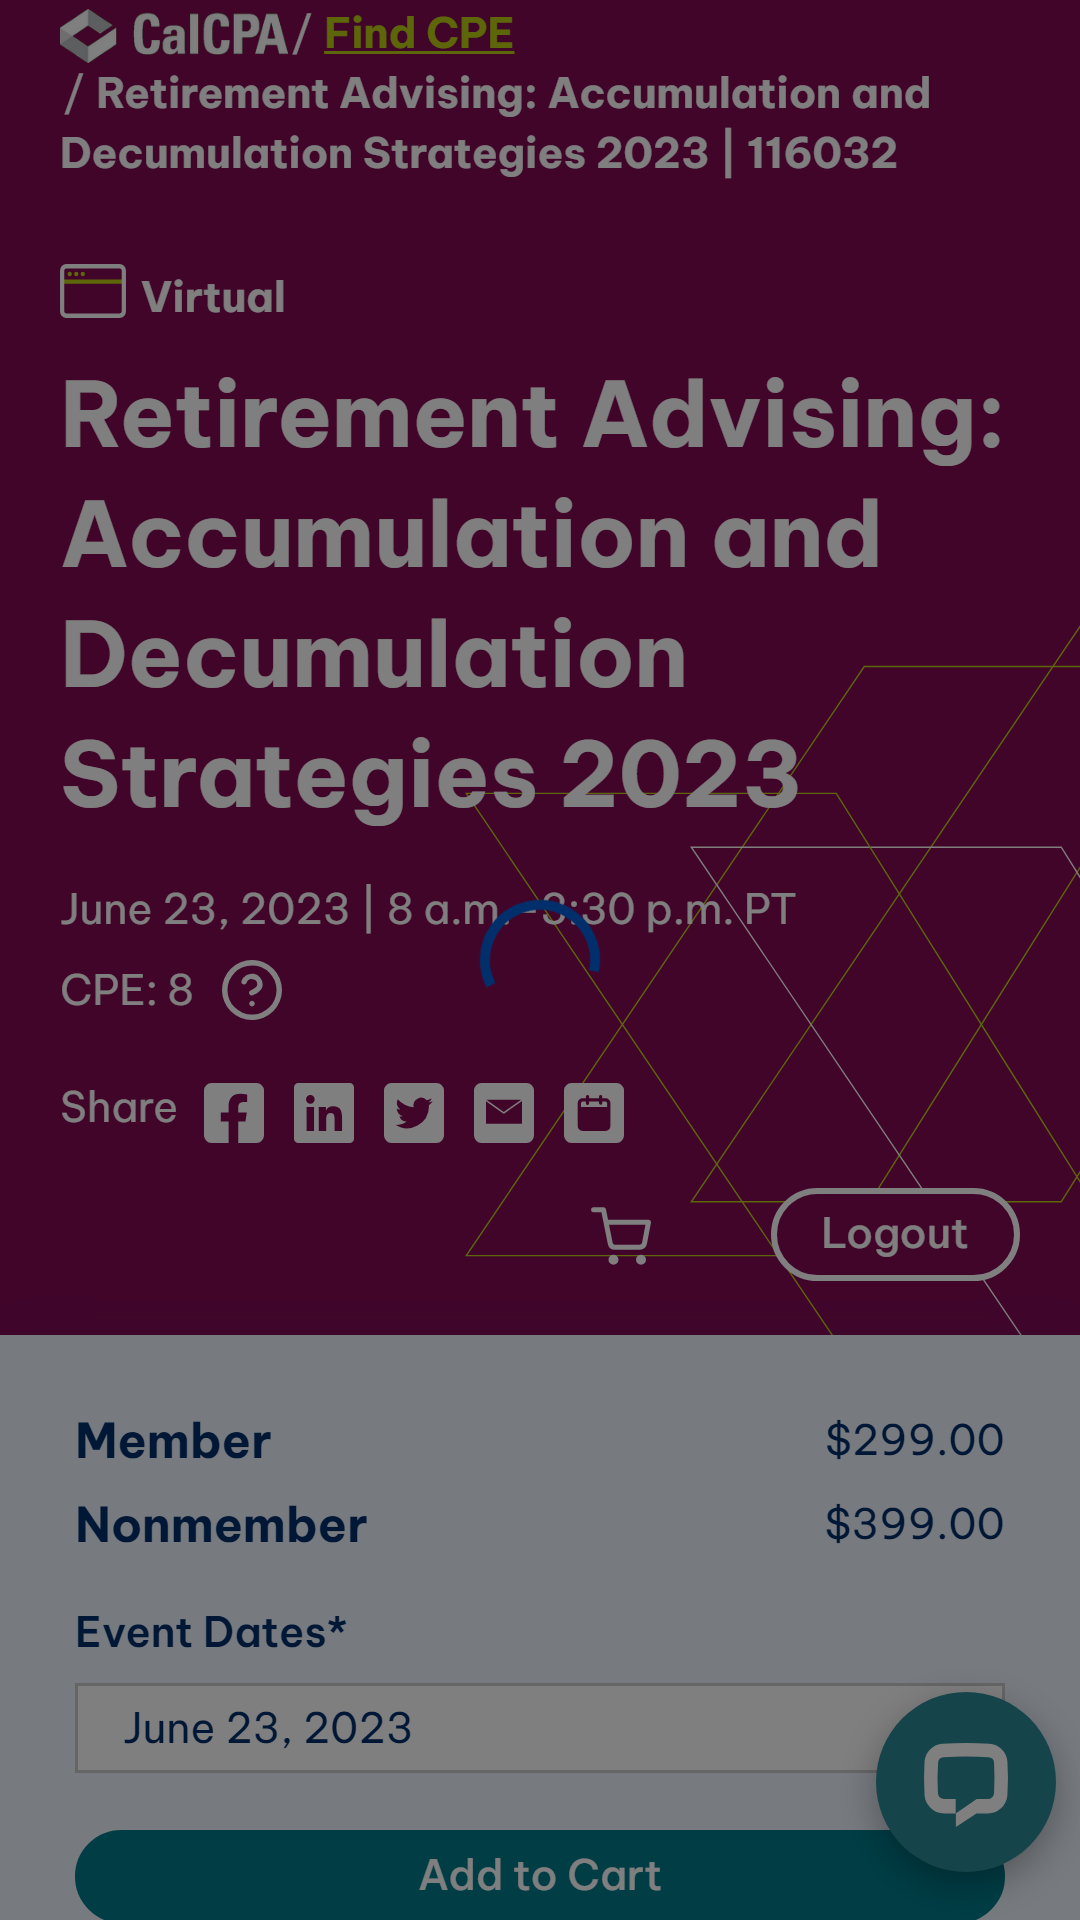 CalCPA / Find CPE
/ Retirement Advising: Accumulation and
Decumulation Strategies 2023 | 116032
Virtual
Retirement Advising:
Accumulation and
Decumulation
Strategies 2023
June 23, 2023 | 8 a.m. - 3:30 p.m. PT
CPE: 8 ?
Share
Logout
Member $299.00
Nonmember $399.00
Event Dates*
June 23, 2023
Add to Cart